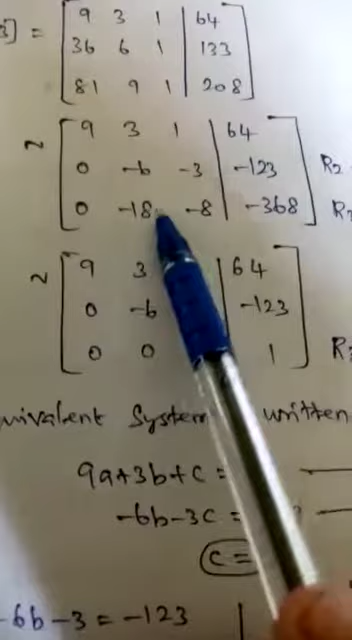 3] = [ 9 3 1 | 64
36 6 1 | 133
81 9 1 | 208 ]
~ [ 9 3 1 | 64
0 -6 -3 | -123
0 -18 -8 | -368 ] R
~ [ 9 3 | 64
0 -6 | -123
0 0 | 1 ] R
uivalent System written
9a+3b+c =
-6b-3c =
c =
-6b-3 = -123